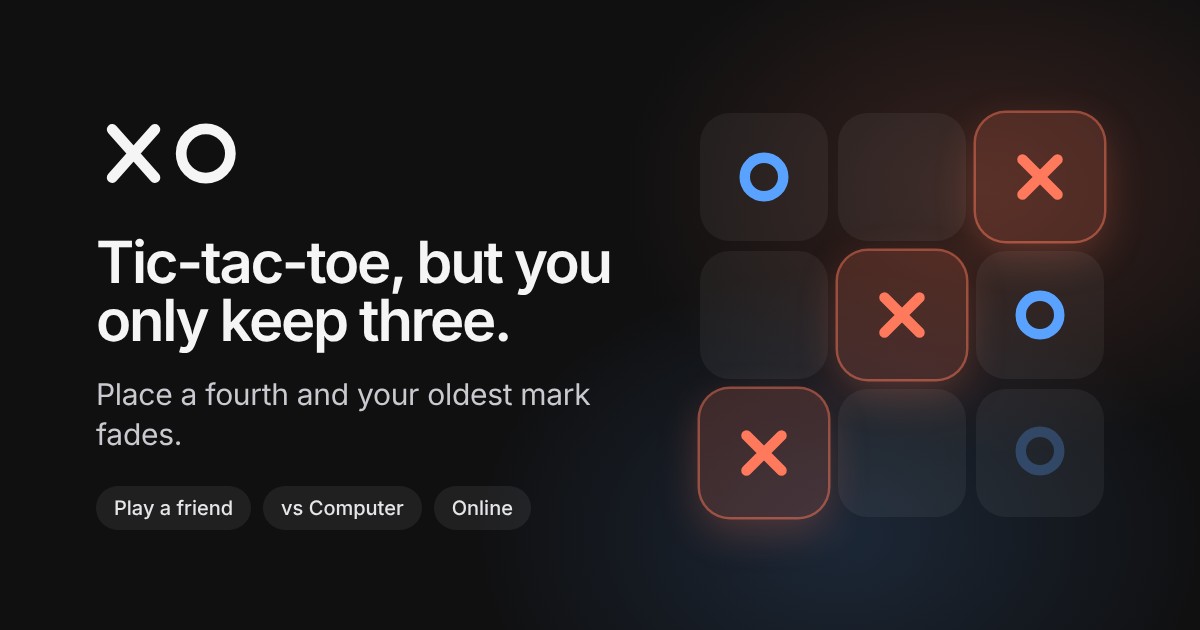 XO
Tic-tac-toe, but you
only keep three.
Place a fourth and your oldest mark
fades.
Play a friend
vs Computer
Online
O X
X O
X O